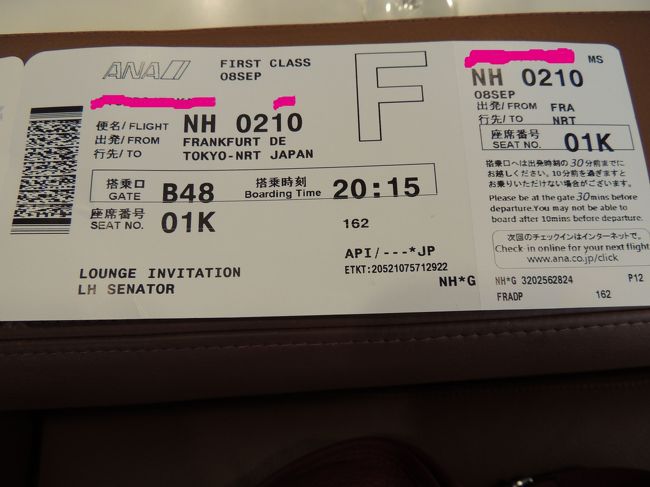 ANA
FIRST CLASS
08SEP
F
便名/FLIGHT NH 0210
出発/FROM FRANKFURT DE
行先/TO TOKYO-NRT JAPAN
搭乗口 搭乗時刻
GATE B48 Boarding Time 20:15
座席番号
SEAT NO. 01K
162
API/---*JP
ETKT:20521075712922
LOUNGE INVITATION
LH SENATOR
NH*G
MS
NH 0210
08SEP
出発/FROM FRA
行先/TO NRT
座席番号
SEAT NO. 01K
搭乗口へは出発時刻の30分前までに
お越しください。10分前を過ぎますと
お乗りいただけない場合がございます。
Please be at the gate 30mins before
departure.You may not be able to
board after 10mins before departure.
次回のチェックインはインターネットで。
Check-in online for your next flight
www.ana.co.jp/click
NH*G 3202562824 P12
FRADP 162